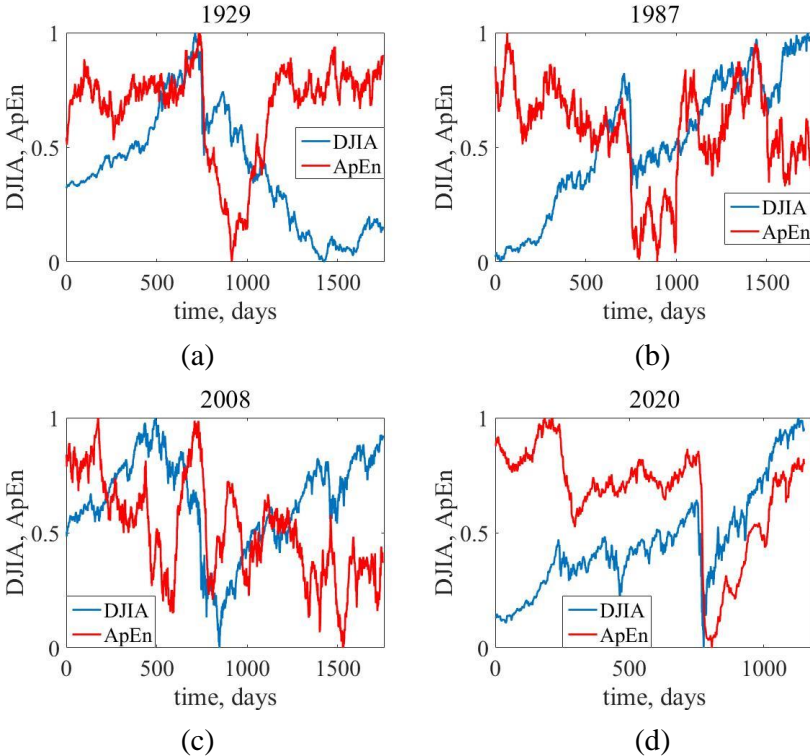 1929
1
0.5
0
DJIA, ApEn
DJIA
ApEn
0 500 1000 1500
time, days
(a)
1987
1
0.5
0
DJIA, ApEn
DJIA
ApEn
0 500 1000 1500
time, days
(b)
2008
1
0.5
0
DJIA, ApEn
DJIA
ApEn
0 500 1000 1500
time, days
(c)
2020
1
0.5
0
DJIA, ApEn
DJIA
ApEn
0 500 1000
time, days
(d)